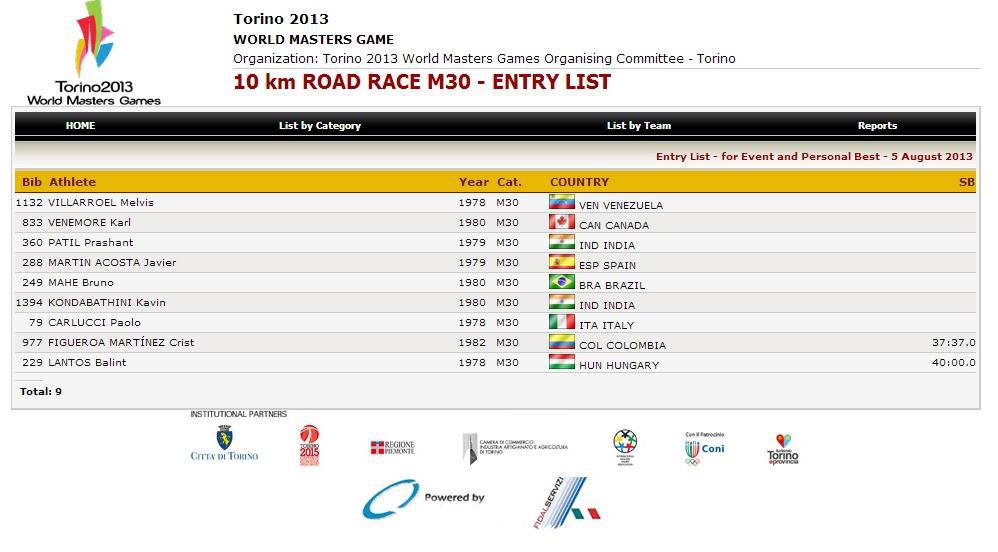 Torino 2013
WORLD MASTERS GAME
Organization: Torino 2013 World Masters Games Organising Committee - Torino
10 km ROAD RACE M30 - ENTRY LIST
Torino2013
World Masters Games
HOME List by Category List by Team Reports
Entry List - for Event and Personal Best - 5 August 2013
Bib Athlete Year Cat. COUNTRY SB
1132 VILLARROEL Melvis 1978 M30 VEN VENEZUELA
833 VENEMORE Karl 1980 M30 CAN CANADA
360 PATIL Prashant 1979 M30 IND INDIA
288 MARTIN ACOSTA Javier 1979 M30 ESP SPAIN
249 MAHE Bruno 1980 M30 BRA BRAZIL
1394 KONDABATHINI Kavin 1980 M30 IND INDIA
79 CARLUCCI Paolo 1978 M30 ITA ITALY
977 FIGUEROA MARTÍNEZ Crist 1982 M30 COL COLOMBIA 37:37.0
229 LANTOS Balint 1978 M30 HUN HUNGARY 40:00.0
Total: 9
INSTITUTIONAL PARTNERS
CITTA' DI TORINO
TORINO
2015
REGIONE
PIEMONTE
CAMERA DI COMMERCIO
INDUSTRIA ARTIGIANATO E AGRICOLTURA
DI TORINO
Con il Patrocinio
Coni
turismo
Torino
e provincia
Powered by
FIDALSERVIZI